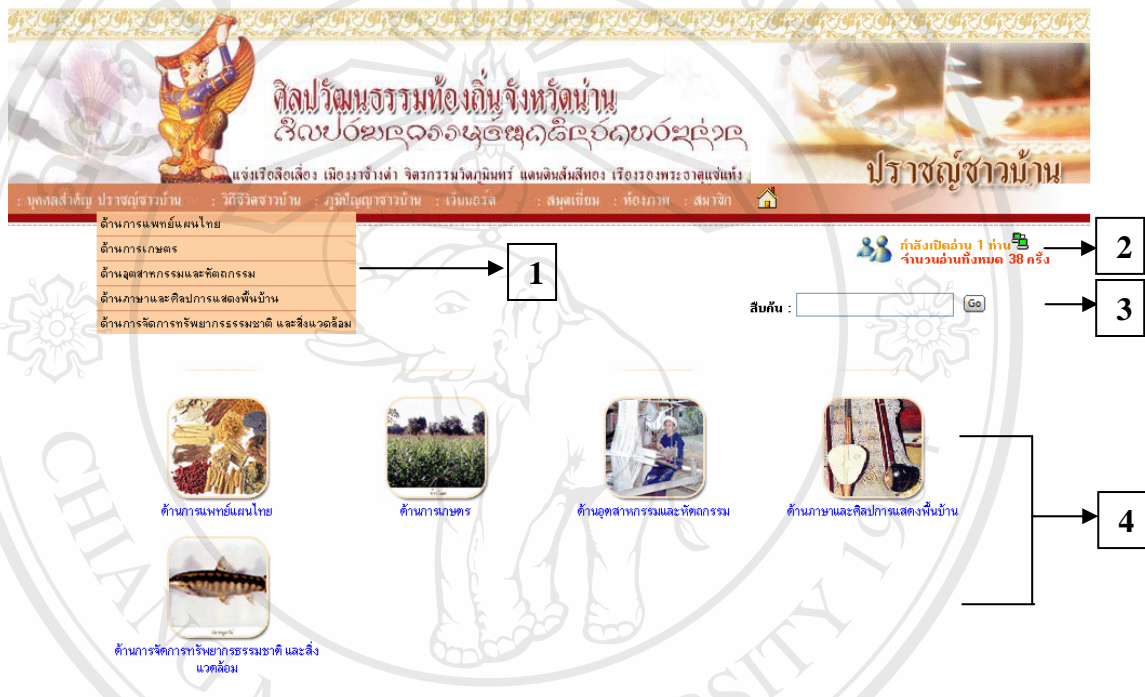 ศิลปวัฒนธรรมท้องถิ่นจังหวัดน่าน
แข่งเรือลือเลื่อง เมืองงาช้างดำ จิตรกรรมวัดภูมินทร์ แดนดินส้มสีทอง เรืองรองพระธาตุแช่แห้ง
ปราชญ์ชาวบ้าน
: บุคคลสำคัญ ปราชญ์ชาวบ้าน : วิถีชีวิตชาวบ้าน : ภูมิปัญญาชาวบ้าน : เว็บบอร์ด : สมุดเยี่ยม : ห้องภาพ : สมาชิก
ด้านการแพทย์แผนไทย
ด้านการเกษตร
ด้านอุตสาหกรรมและหัตถกรรม
ด้านภาษาและศิลปการแสดงพื้นบ้าน
ด้านการจัดการทรัพยากรธรรมชาติ และสิ่งแวดล้อม
1
กำลังเปิดอ่าน 1 ท่าน
จำนวนอ่านทั้งหมด 38 ครั้ง
2
สืบค้น : Go
3
ด้านการแพทย์แผนไทย
ด้านการเกษตร
ด้านอุตสาหกรรมและหัตถกรรม
ด้านภาษาและศิลปการแสดงพื้นบ้าน
4
ด้านการจัดการทรัพยากรธรรมชาติ และสิ่ง
แวดล้อม